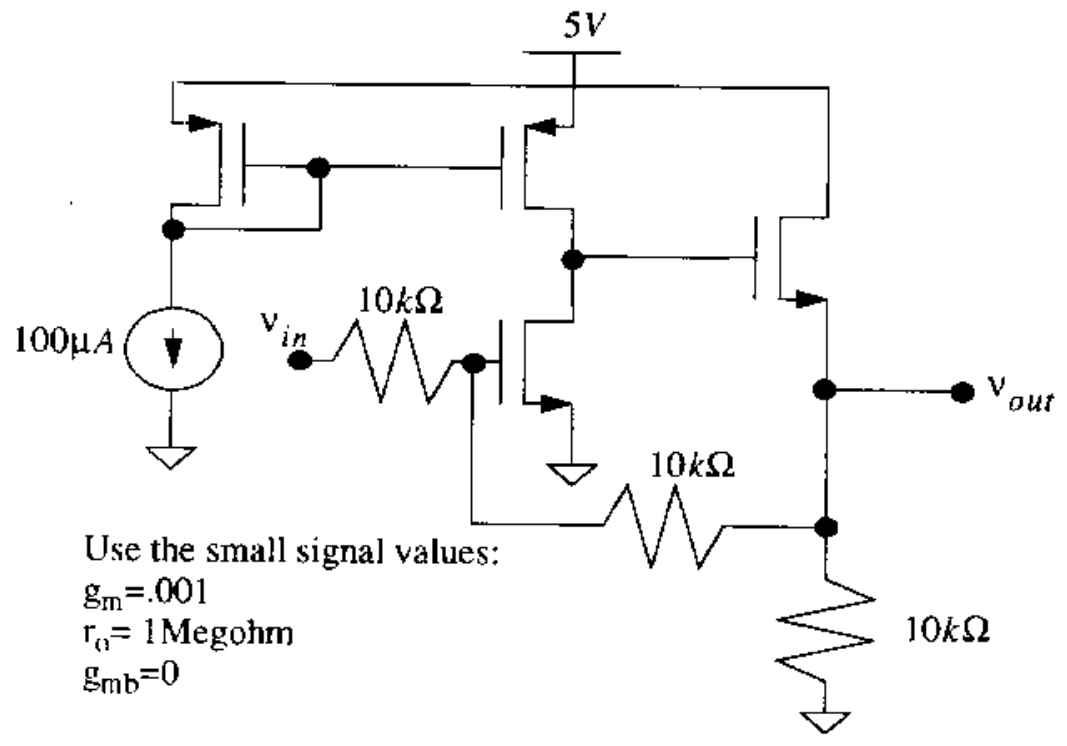 5V
10kΩ
100μA
v_in
v_out
10kΩ
10kΩ
Use the small signal values:
g_m=.001
r_o= 1Megohm
g_mb=0